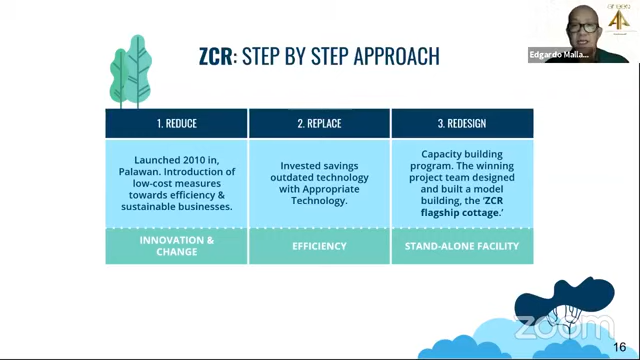 ZCR: STEP BY STEP APPROACH
Edgardo Malla...
1. REDUCE
2. REPLACE
3. REDESIGN
Launched 2010 in,
Palawan. Introduction of
low-cost measures
towards efficiency &
sustainable businesses.
Invested savings
outdated technology
with Appropriate
Technology.
Capacity building
program. The winning
project team designed
and built a model
building, the ‘ZCR
flagship cottage.’
INNOVATION &
CHANGE
EFFICIENCY
STAND-ALONE FACILITY
zoom
16